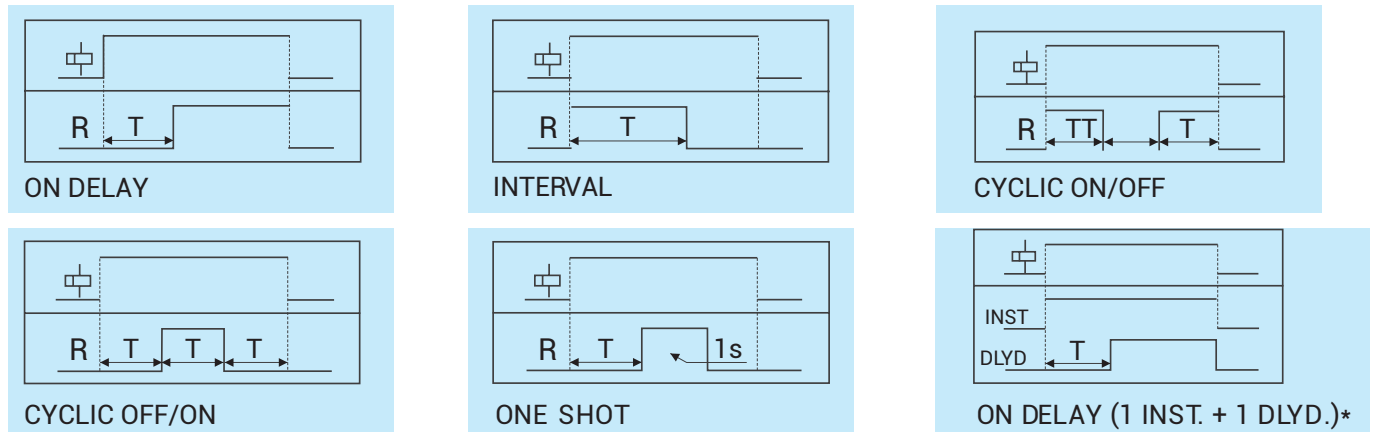 R T
ON DELAY
R T
INTERVAL
R TT T
CYCLIC ON/OFF
R T T T
CYCLIC OFF/ON
R T 1s
ONE SHOT
INST
DLYD T
ON DELAY (1 INST. + 1 DLYD.)*